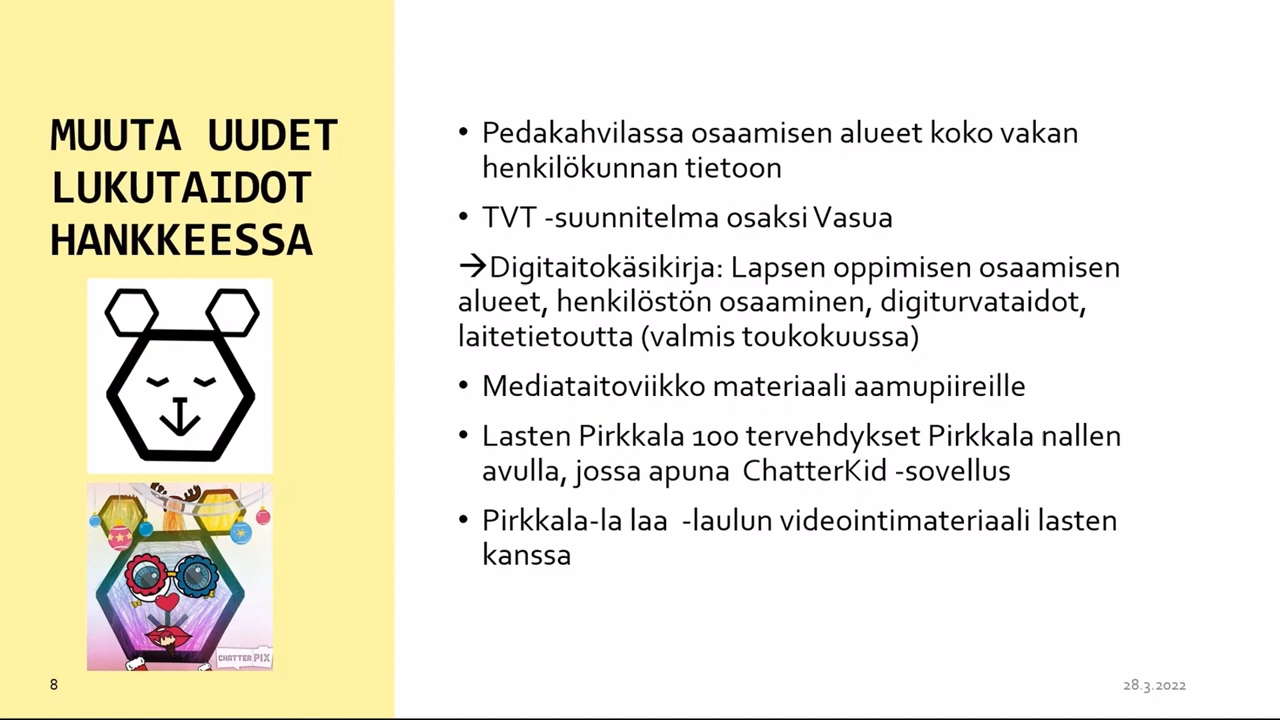 MUUTA UUDET
LUKUTAIDOT
HANKKEESSA
• Pedakahvilassa osaamisen alueet koko vakan
henkilökunnan tietoon
• TVT -suunnitelma osaksi Vasua
→Digitaitokäsikirja: Lapsen oppimisen osaamisen
alueet, henkilöstön osaaminen, digiturvataidot,
laitetietoutta (valmis toukokuussa)
• Mediataitoviikko materiaali aamupiireille
• Lasten Pirkkala 100 tervehdykset Pirkkala nallen
avulla, jossa apuna ChatterKid -sovellus
• Pirkkala-la laa -laulun videointimateriaali lasten
kanssa
CHATTER PIX
8
28.3.2022